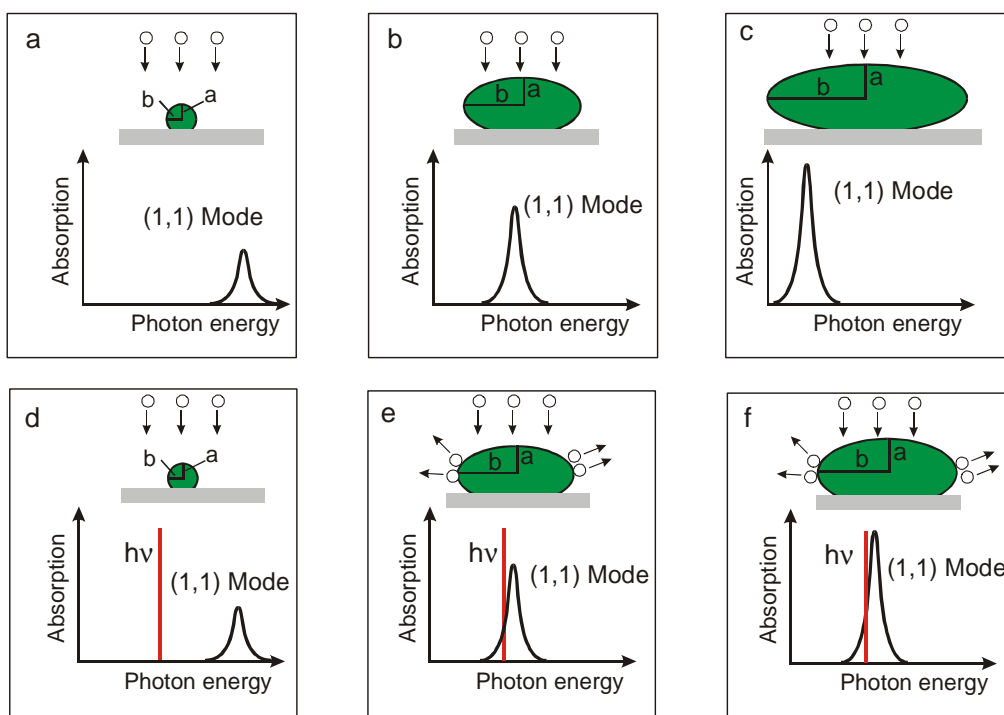 a
b
a
Absorption
(1,1) Mode
Photon energy
b
b
a
Absorption
(1,1) Mode
Photon energy
c
b
a
Absorption
(1,1) Mode
Photon energy
d
b
a
Absorption
hν
(1,1) Mode
Photon energy
e
b
a
Absorption
hν
(1,1) Mode
Photon energy
f
b
a
Absorption
hν
(1,1) Mode
Photon energy